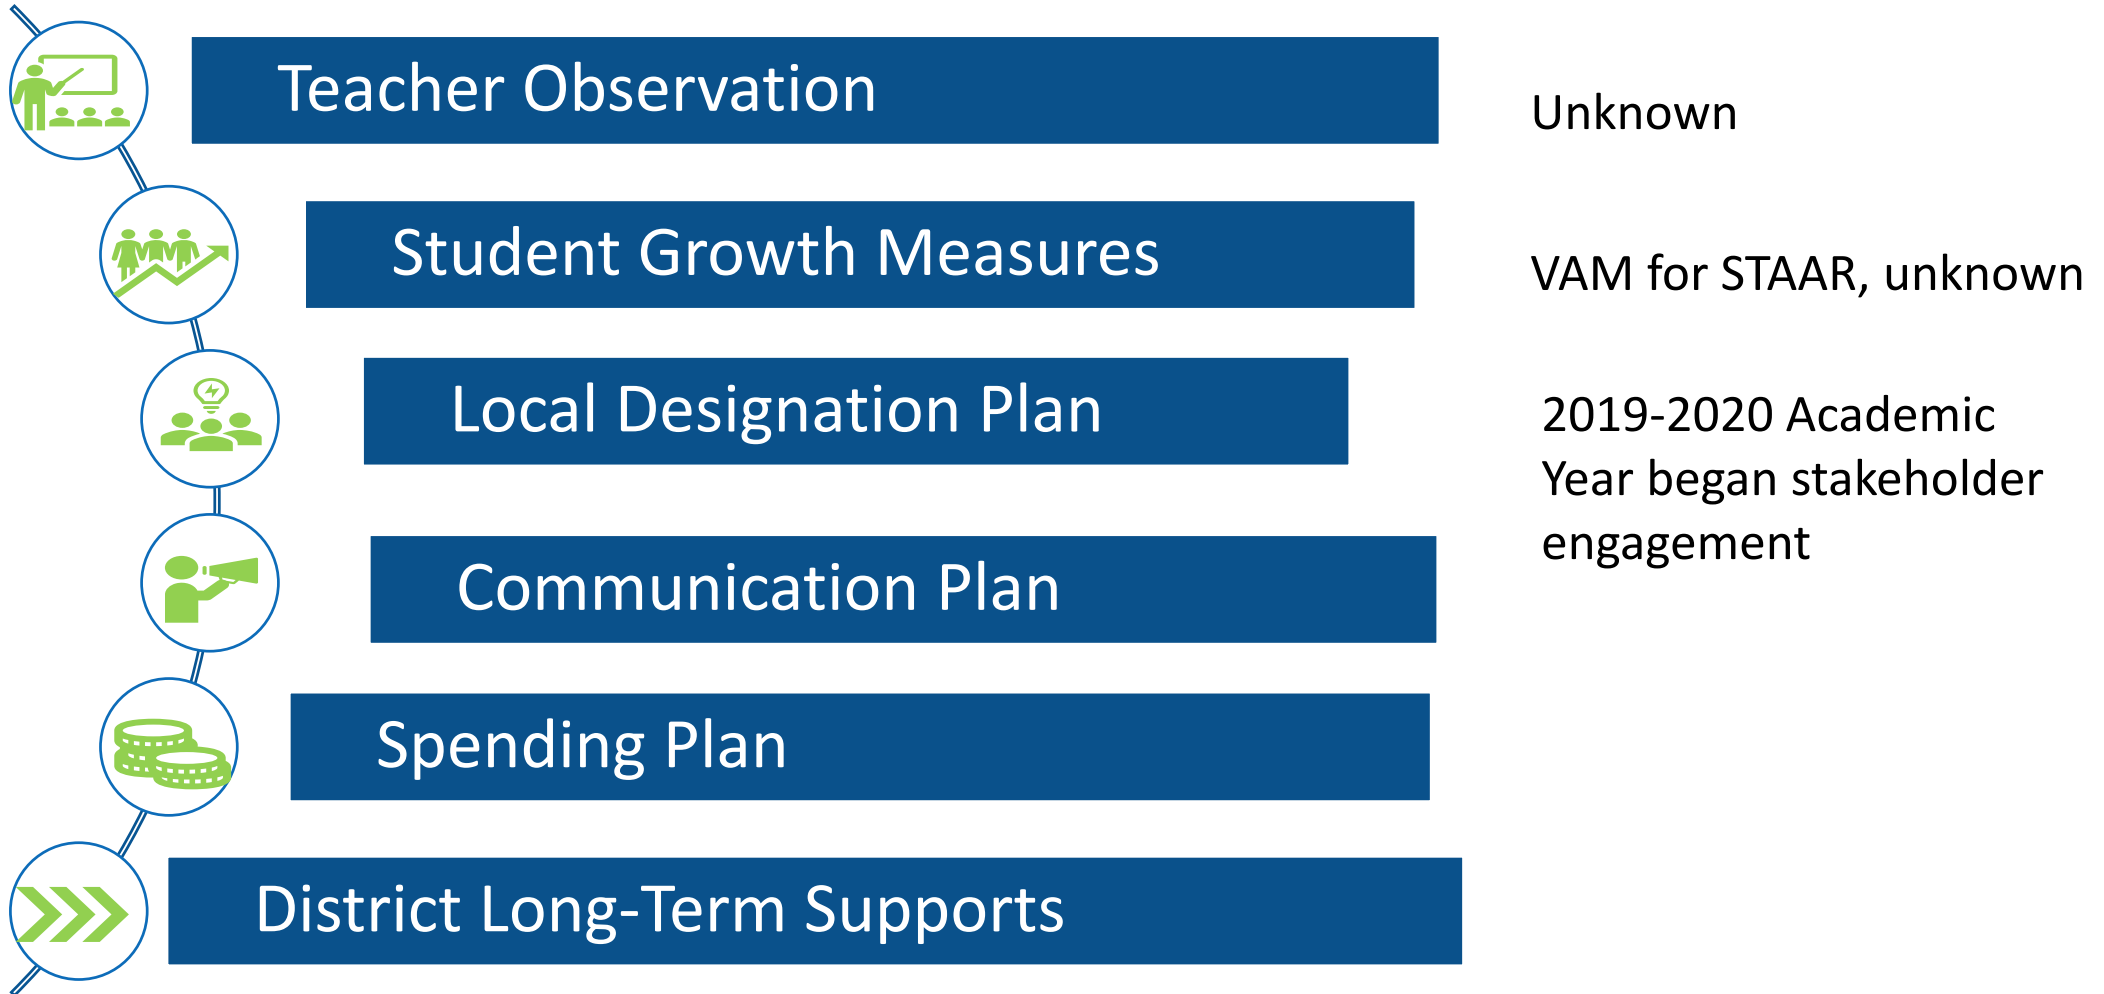 Teacher Observation
Unknown
Student Growth Measures
VAM for STAAR, unknown
Local Designation Plan
2019-2020 Academic
Year began stakeholder
engagement
Communication Plan
Spending Plan
District Long-Term Supports